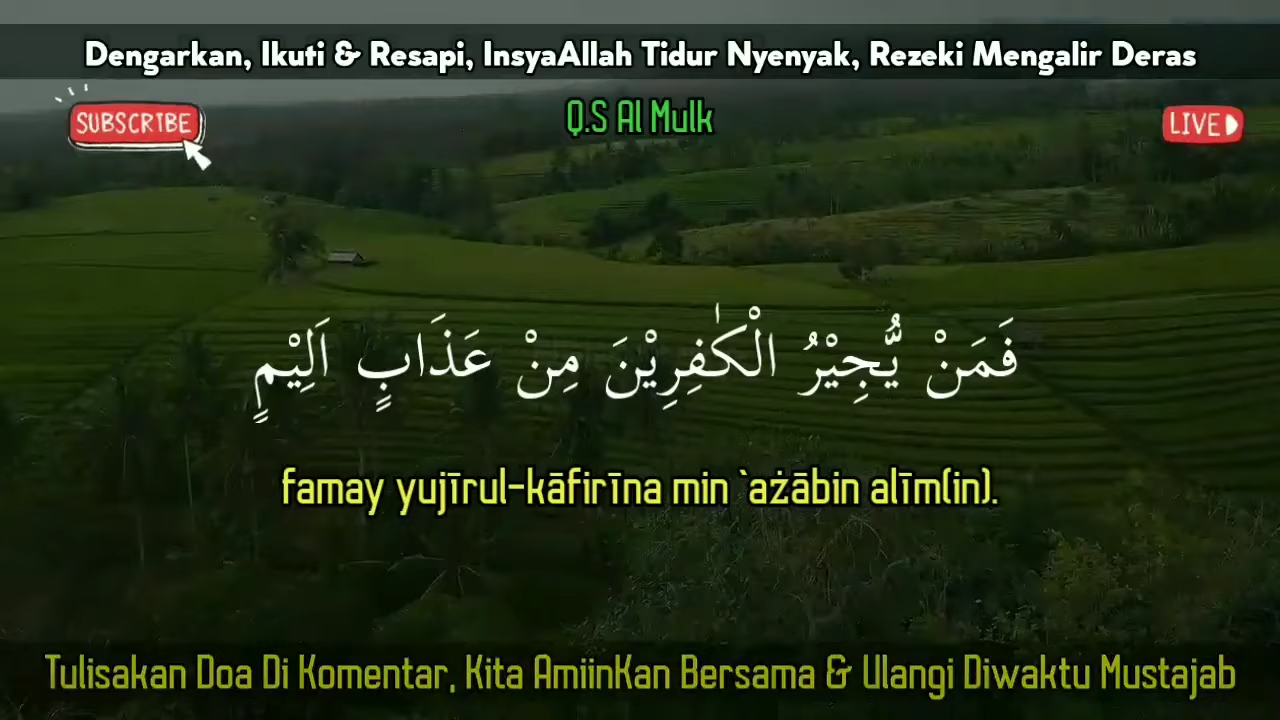 Dengarkan, Ikuti & Resapi, InsyaAllah Tidur Nyenyak, Rezeki Mengalir Deras
SUBSCRIBE
Q.S Al Mulk
LIVE
فَمَنْ يُّجِيْرُ الْكٰفِرِيْنَ مِنْ عَذَابٍ اَلِيْمٍ
famay yujīrul-kāfirīna min `ażābin alīm(in).
Tulisakan Doa Di Komentar, Kita AmiinKan Bersama & Ulangi Diwaktu Mustajab